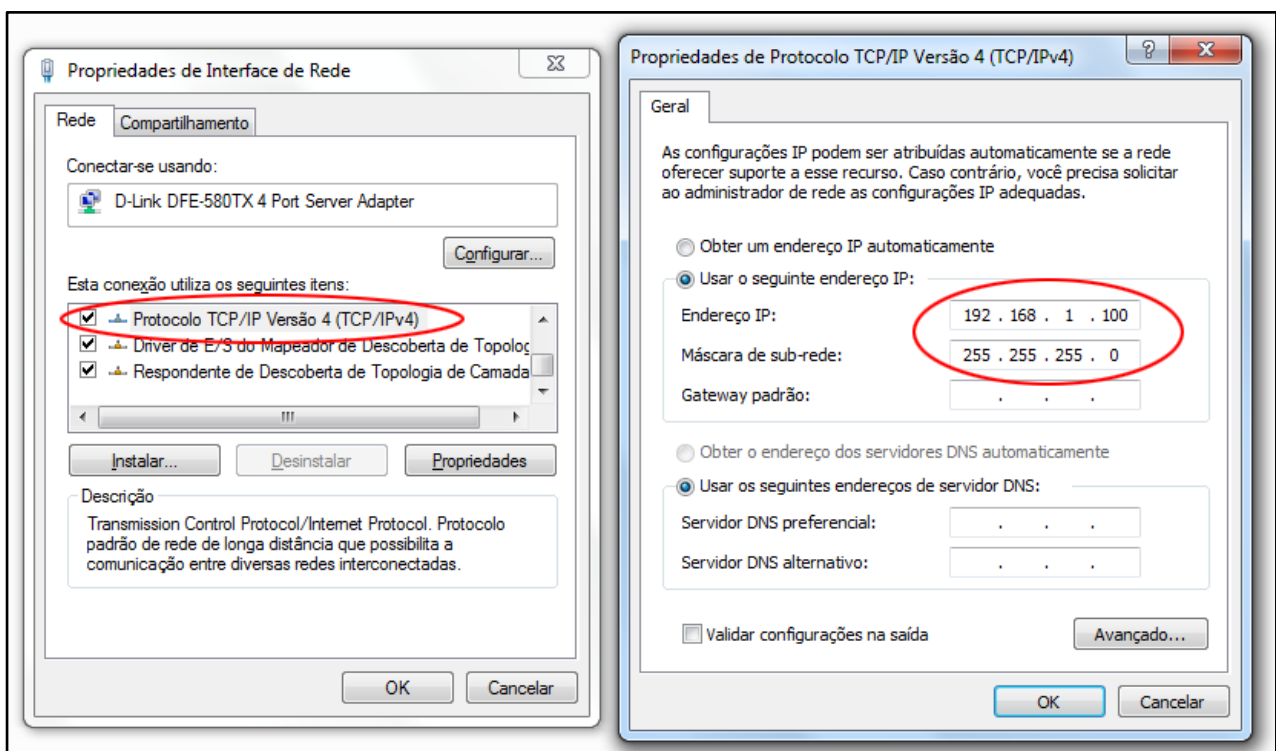 Propriedades de Interface de Rede
Rede
Compartilhamento
Conectar-se usando:
D-Link DFE-580TX 4 Port Server Adapter
Configurar...
Esta conexão utiliza os seguintes itens:
Protocolo TCP/IP Versão 4 (TCP/IPv4)
Driver de E/S do Mapeador de Descoberta de Topolog
Respondente de Descoberta de Topologia de Camada
Instalar...
Desinstalar
Propriedades
Descrição
Transmission Control Protocol/Internet Protocol. Protocolo
padrão de rede de longa distância que possibilita a
comunicação entre diversas redes interconectadas.
OK
Cancelar
Propriedades de Protocolo TCP/IP Versão 4 (TCP/IPv4)
Geral
As configurações IP podem ser atribuídas automaticamente se a rede
oferecer suporte a esse recurso. Caso contrário, você precisa solicitar
ao administrador de rede as configurações IP adequadas.
Obter um endereço IP automaticamente
Usar o seguinte endereço IP:
Endereço IP: 192 . 168 . 1 . 100
Máscara de sub-rede: 255 . 255 . 255 . 0
Gateway padrão: . . .
Obter o endereço dos servidores DNS automaticamente
Usar os seguintes endereços de servidor DNS:
Servidor DNS preferencial: . . .
Servidor DNS alternativo: . . .
Validar configurações na saída
Avançado...
OK
Cancelar